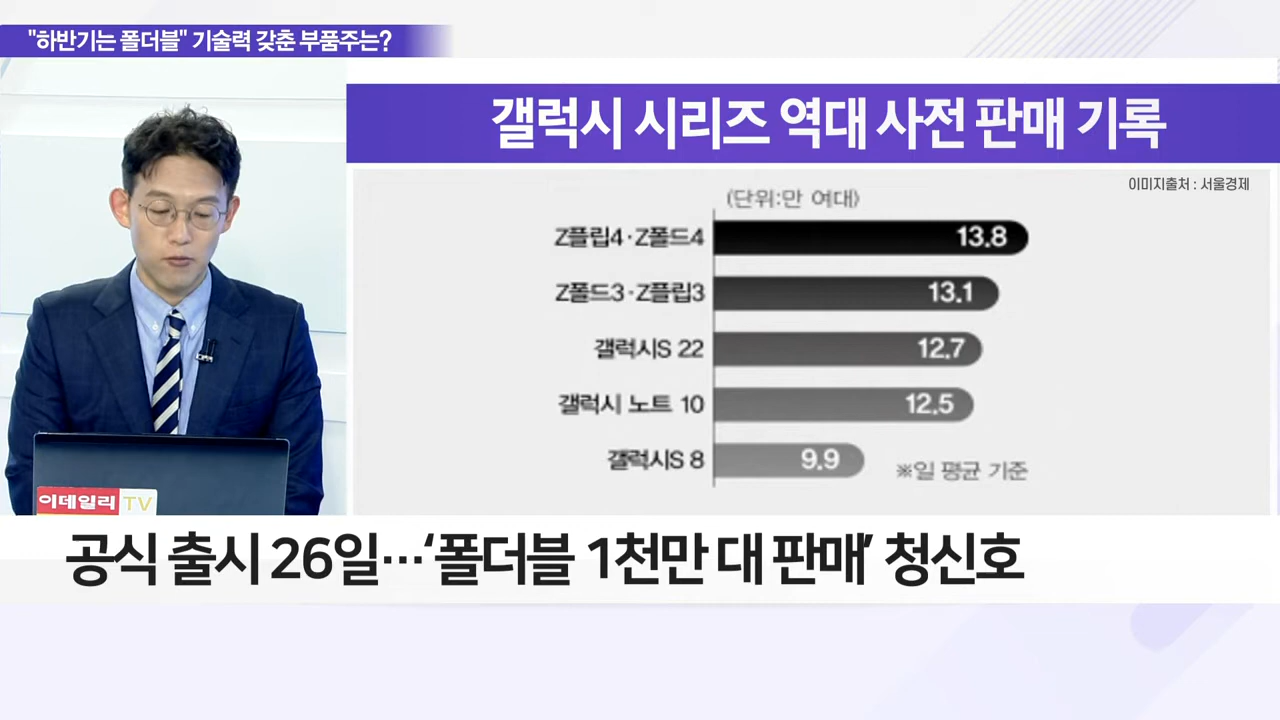 "하반기는 폴더블" 기술력 갖춘 부품주는?
갤럭시 시리즈 역대 사전 판매 기록
이미지출처 : 서울경제
(단위:만 여대)
Z플립4·Z폴드4 13.8
Z폴드3·Z플립3 13.1
갤럭시S 22 12.7
갤럭시 노트 10 12.5
갤럭시S 8 9.9
※일 평균 기준
이데일리TV
공식 출시 26일…‘폴더블 1천만 대 판매’ 청신호